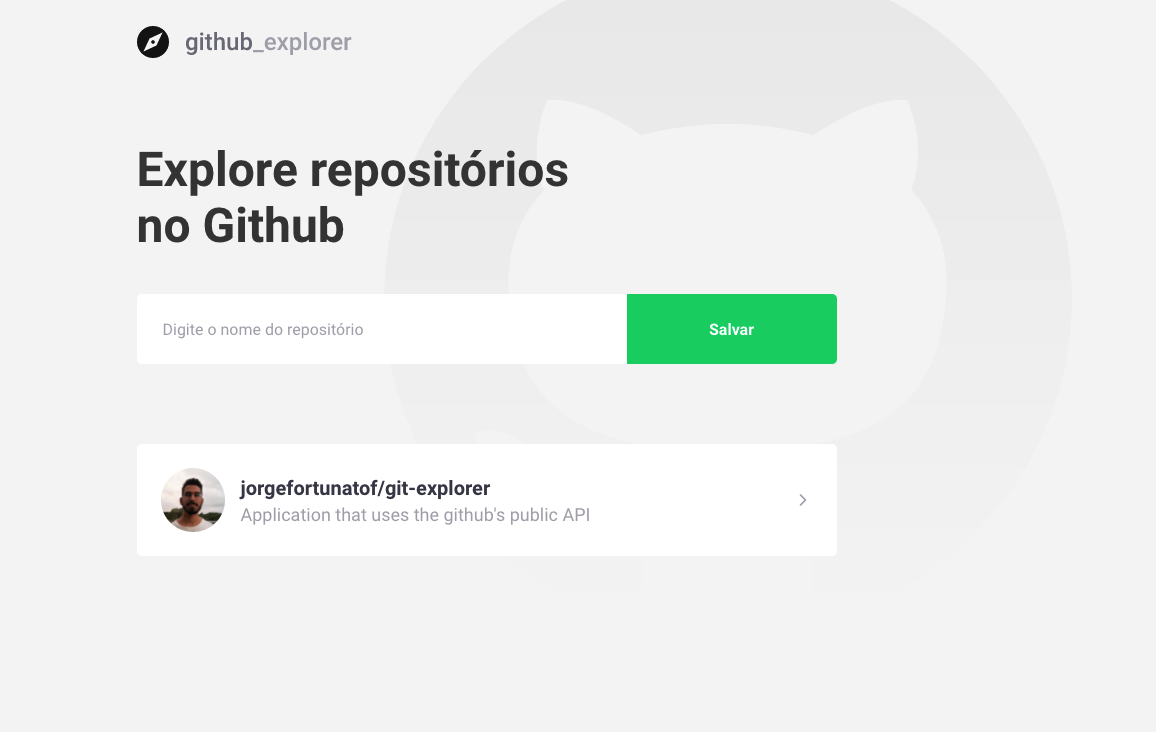 github_explorer
Explore repositórios
no Github
Digite o nome do repositório
Salvar
jorgefortunatof/git-explorer
Application that uses the github's public API